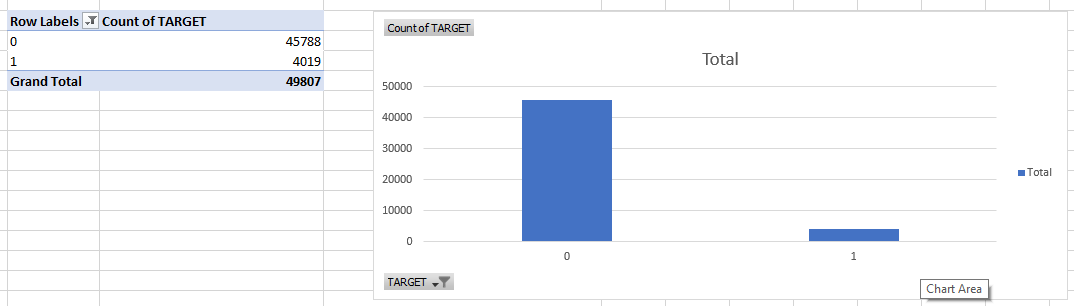 Row Labels Count of TARGET
0 45788
1 4019
Grand Total 49807
Count of TARGET
Total
50000
40000
30000
20000
10000
0
0 1
Total
TARGET
Chart Area